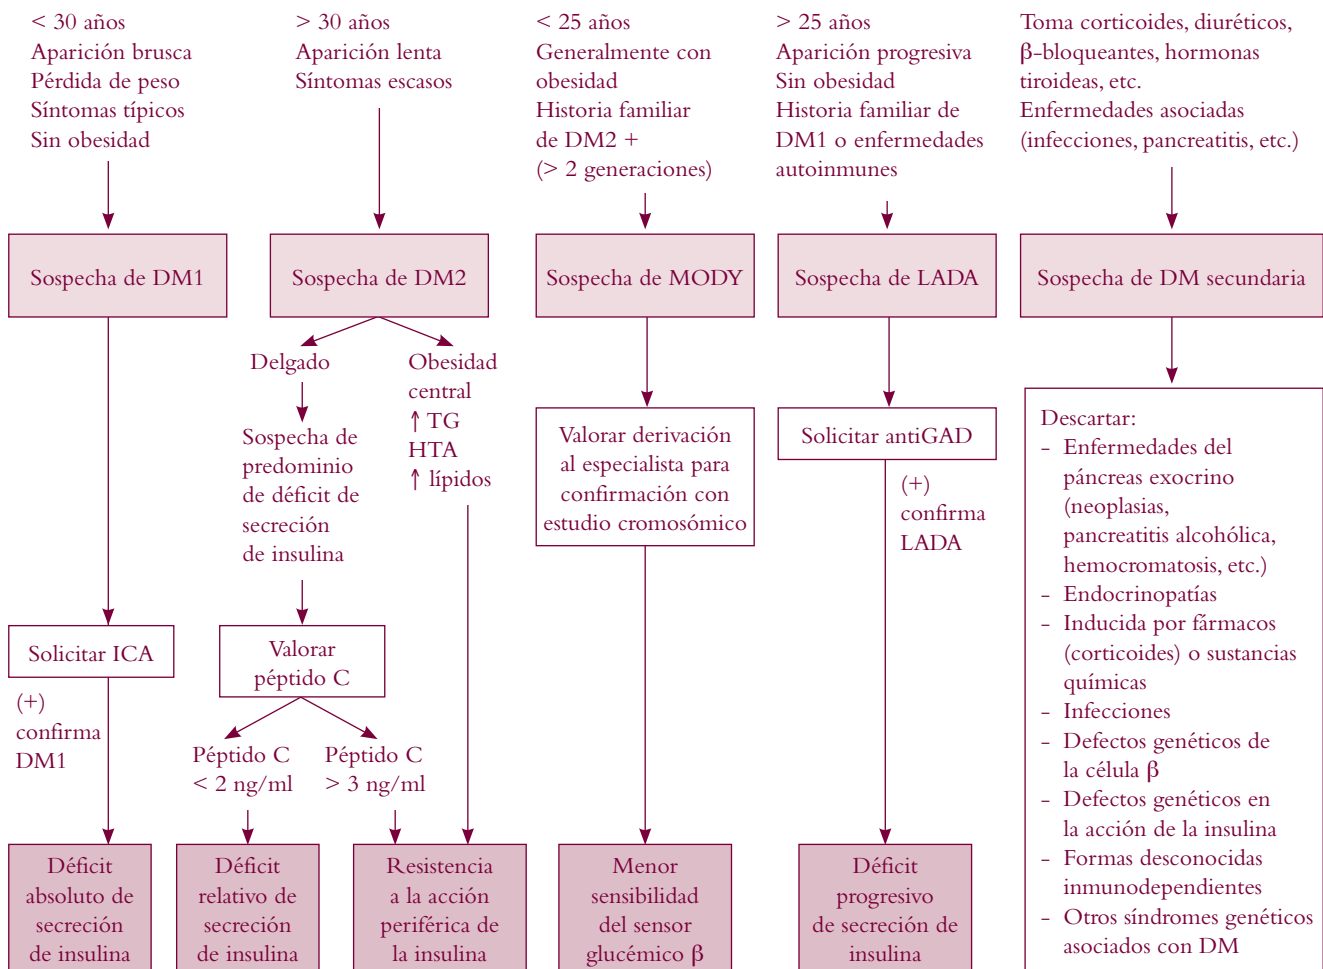 < 30 años
Aparición brusca
Pérdida de peso
Síntomas típicos
Sin obesidad
> 30 años
Aparición lenta
Síntomas escasos
< 25 años
Generalmente con
obesidad
Historia familiar
de DM2 +
(> 2 generaciones)
> 25 años
Aparición progresiva
Sin obesidad
Historia familiar de
DM1 o enfermedades
autoinmunes
Toma corticoides, diuréticos,
β-bloqueantes, hormonas
tiroideas, etc.
Enfermedades asociadas
(infecciones, pancreatitis, etc.)
Sospecha de DM1
Sospecha de DM2
Sospecha de MODY
Sospecha de LADA
Sospecha de DM secundaria
Delgado
Obesidad
central
↑ TG
HTA
↑ lípidos
Sospecha de
predominio
de déficit de
secreción
de insulina
Valorar derivación
al especialista para
confirmación con
estudio cromosómico
Solicitar antiGAD
(+)
confirma
LADA
Descartar:
- Enfermedades del
páncreas exocrino
(neoplasias,
pancreatitis alcohólica,
hemocromatosis, etc.)
- Endocrinopatías
- Inducida por fármacos
(corticoides) o sustancias
químicas
- Infecciones
- Defectos genéticos de
la célula β
- Defectos genéticos en
la acción de la insulina
- Formas desconocidas
inmunodependientes
- Otros síndromes genéticos
asociados con DM
Solicitar ICA
(+)
confirma
DM1
Valorar
péptido C
Péptido C
< 2 ng/ml
Péptido C
> 3 ng/ml
Déficit
absoluto de
secreción
de insulina
Déficit
relativo de
secreción
de insulina
Resistencia
a la acción
periférica de
la insulina
Menor
sensibilidad
del sensor
glucémico β
Déficit
progresivo
de secreción de
insulina